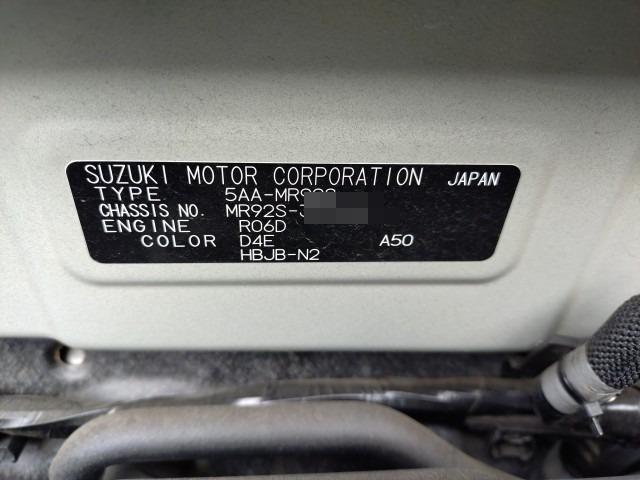 SUZUKI MOTOR CORPORATION JAPAN
TYPE 5AA-MR92S
CHASSIS NO. MR92S-
ENGINE R06D
COLOR D4E A50
HBJB-N2